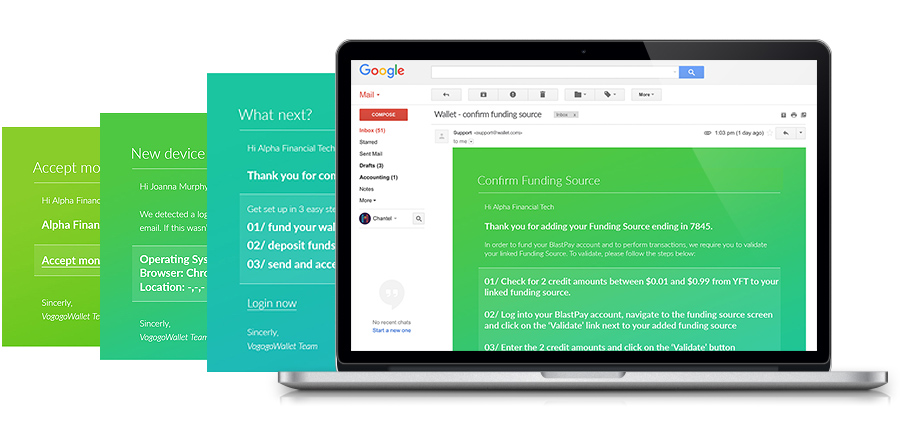 Accept mon
Hi Alpha Financ
Alpha Finan
Accept mon
Sincerely,
VogogoWallet Tea
New device
Hi Joanna Murphy
We detected a log
email. If this wasn'
Operating Sys
Browser: Chro
Location: -,-,-
Sincerely,
VogogoWallet Team
What next?
Hi Alpha Financial Tech
Thank you for com
Get set up in 3 easy ste
01/ fund your wal
02/ deposit funds
03/ send and acce
Login now
Sincerely,
VogogoWallet Team
Google
Mail
More
COMPOSE
Inbox (51)
Starred
Sent Mail
Drafts (3)
Accounting (1)
Notes
More
Chantel
No recent chats
Start a new one
Wallet - confirm funding source
Inbox x
Support <support@wallet.com>
to me
1:03 pm (1 day ago)
Confirm Funding Source
Hi Alpha Financial Tech
Thank you for adding your Funding Source ending in 7845.
In order to fund your BlastPay account and to perform transactions, we require you to validate
your linked Funding Source. To validate, please follow the steps below:
01/ Check for 2 credit amounts between $0.01 and $0.99 from YFT to your
linked funding source.
02/ Log into your BlastPay account, navigate to the funding source screen
and click on the 'Validate' link next to your added funding source
03/ Enter the 2 credit amounts and click on the 'Validate' button